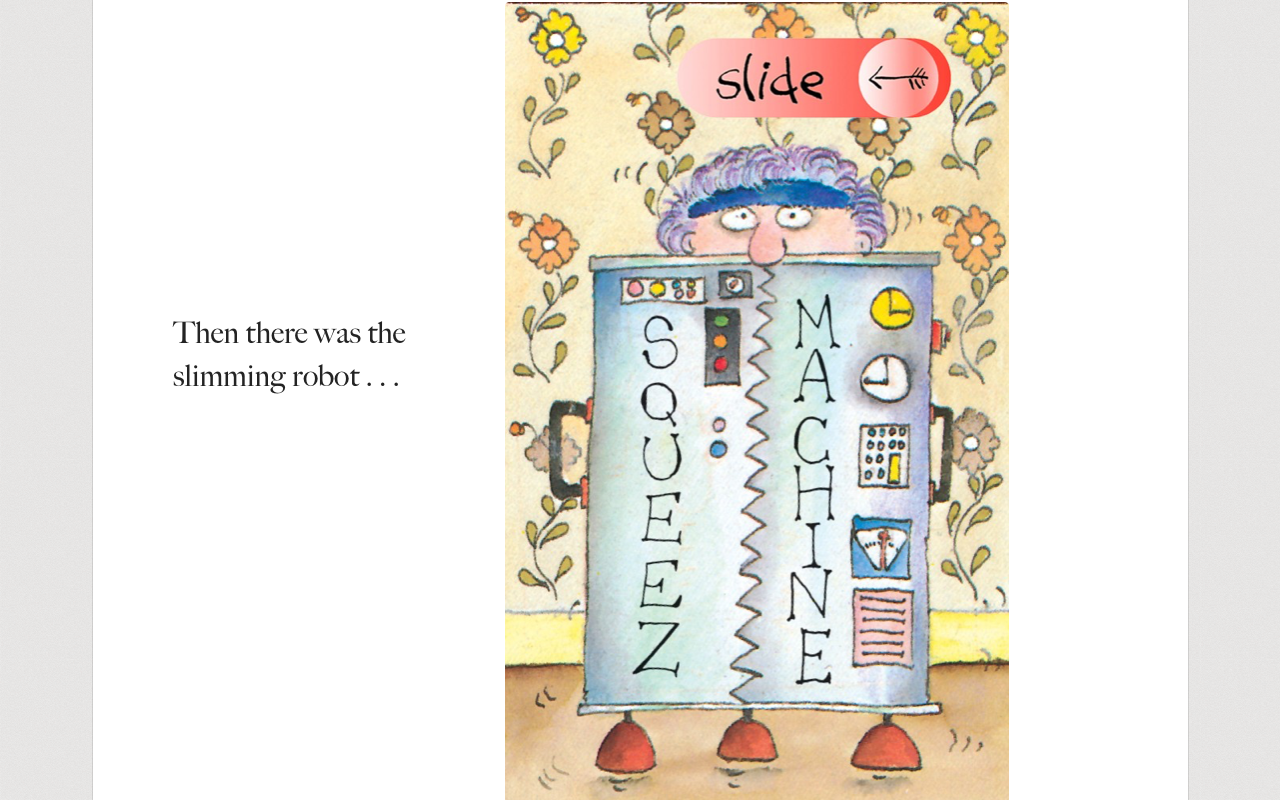 Then there was the
slimming robot . . .
slide
SQUEEZ
MACHINE